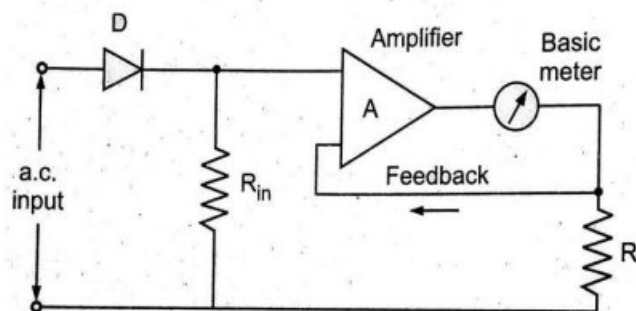 D
Amplifier
Basic
meter
A
a.c.
input
R_in
Feedback
R